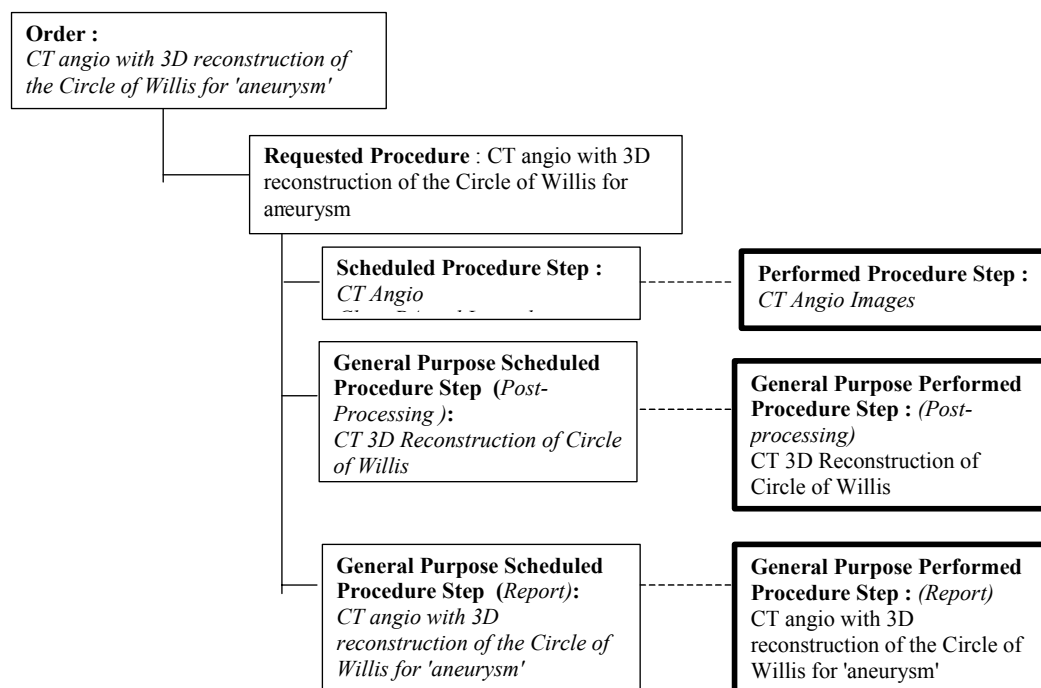 Order :
CT angio with 3D reconstruction of
the Circle of Willis for 'aneurysm'
Requested Procedure : CT angio with 3D
reconstruction of the Circle of Willis for
aneurysm
Scheduled Procedure Step :
CT Angio
Performed Procedure Step :
CT Angio Images
General Purpose Scheduled
Procedure Step (Post-
Processing ):
CT 3D Reconstruction of Circle
of Willis
General Purpose Performed
Procedure Step : (Post-
processing)
CT 3D Reconstruction of
Circle of Willis
General Purpose Scheduled
Procedure Step (Report):
CT angio with 3D
reconstruction of the Circle of
Willis for 'aneurysm'
General Purpose Performed
Procedure Step : (Report)
CT angio with 3D
reconstruction of the Circle of
Willis for 'aneurysm'